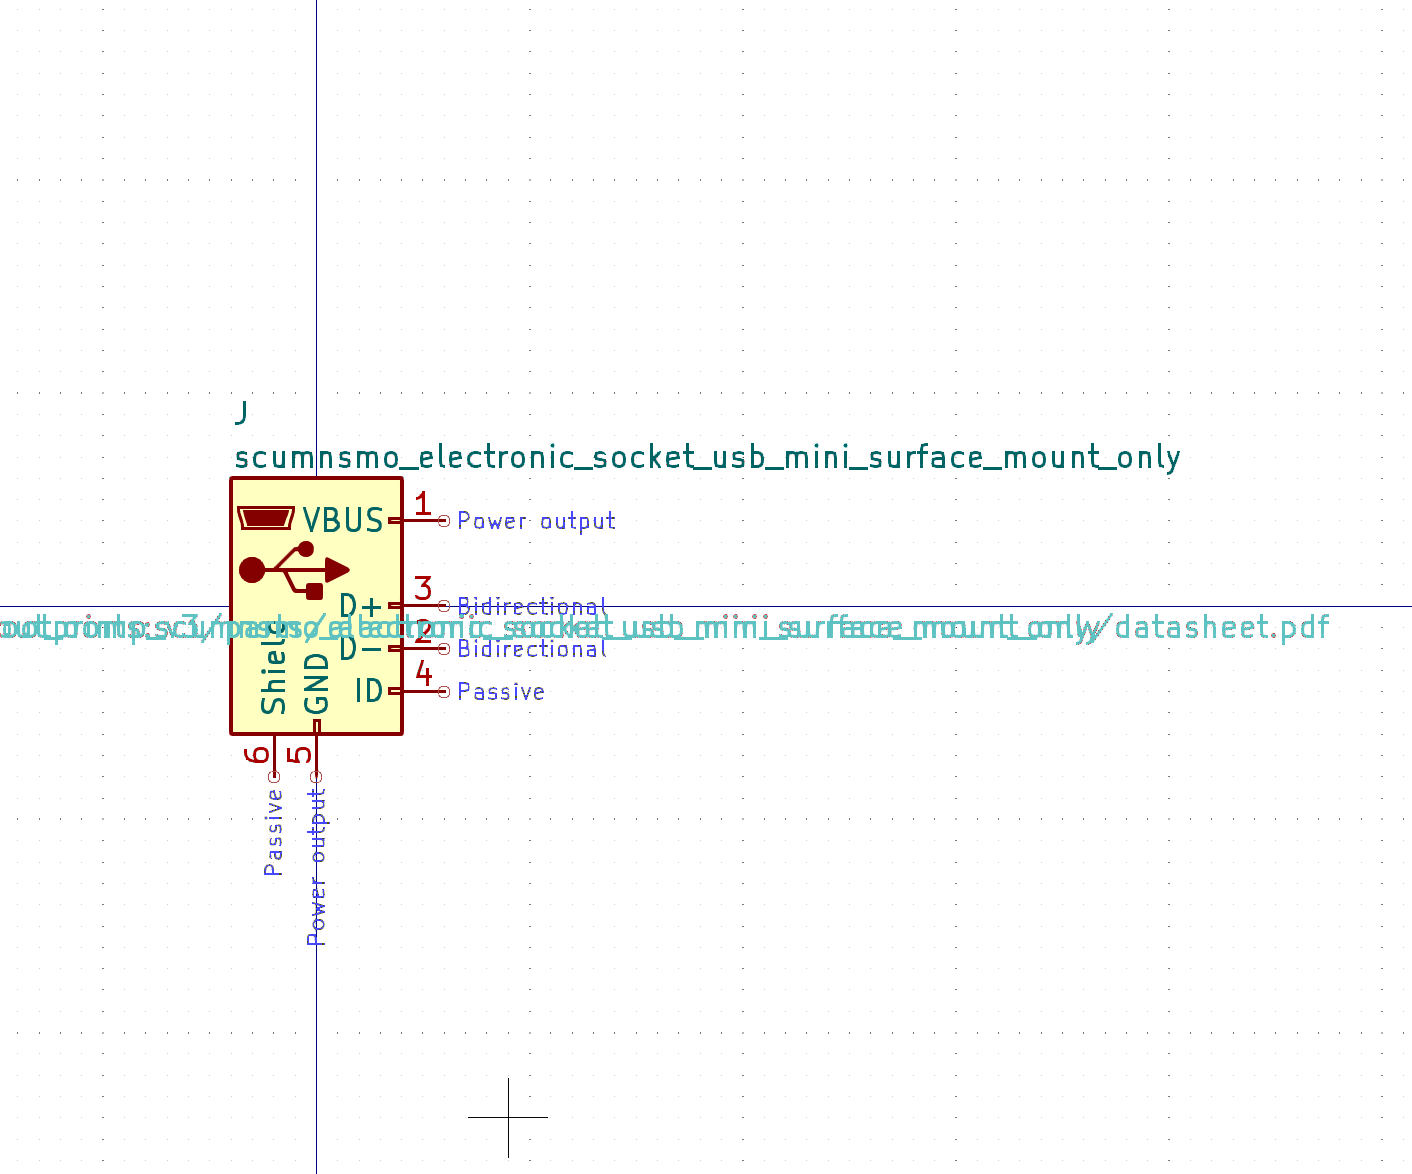 J
scumnsmo_electronic_socket_usb_mini_surface_mount_only
VBUS
1
Power output
D+
3
Bidirectional
electronic_socket_usb_mini_surface_mount_only/datasheet.pdf
D-
2
Bidirectional
ID
4
Passive
Shield
GND
6
5
Passive
Power output